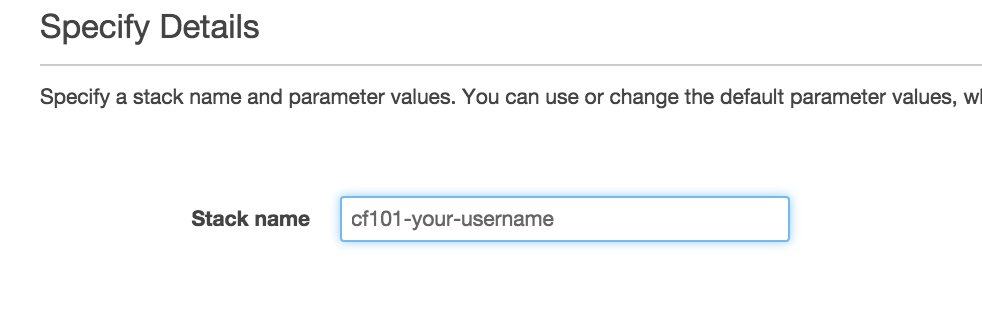 Specify Details
Specify a stack name and parameter values. You can use or change the default parameter values, wl
Stack name
cf101-your-username